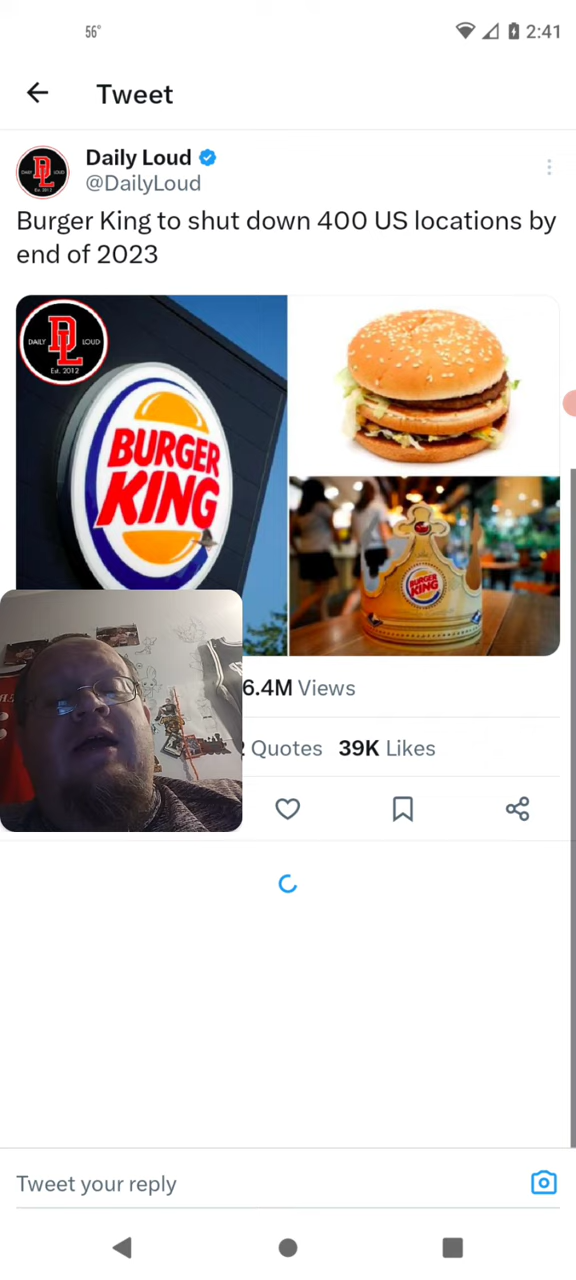 56°
2:41
Tweet
Daily Loud
@DailyLoud
Burger King to shut down 400 US locations by
end of 2023
DL
DAILY LOUD
Est. 2012
BURGER
KING
BURGER
KING
6.4M Views
Quotes 39K Likes
Tweet your reply